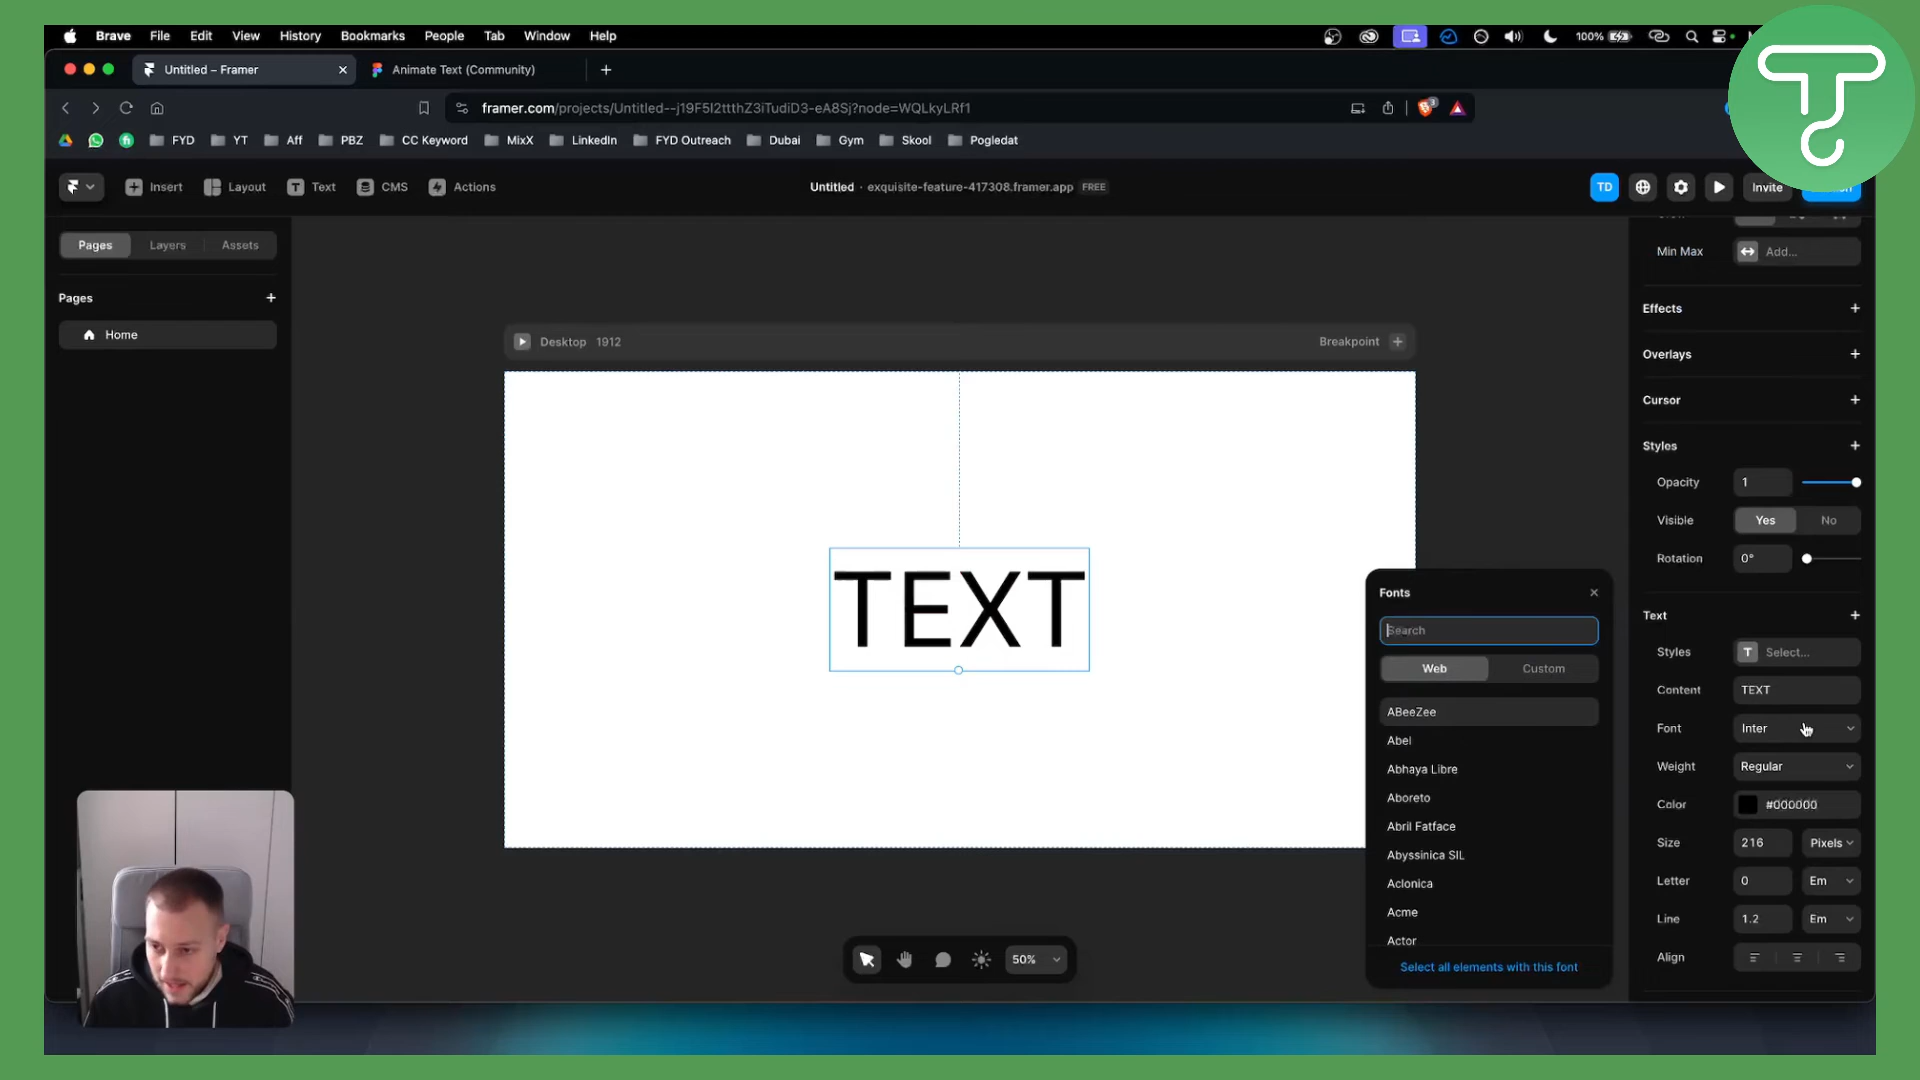 Brave File Edit View History Bookmarks People Tab Window Help
100%
Untitled – Framer
Animate Text (Community)
framer.com/projects/Untitled--j19F5I2ttthZ3iTudiD3-eA8Sj?node=WQLkyLRf1
3
FYD YT Aff PBZ CC Keyword MixX LinkedIn FYD Outreach Dubai Gym Skool Pogledat
Insert Layout Text CMS Actions
Untitled · exquisite-feature-417308.framer.app FREE
TD
Invite
Pages Layers Assets
Pages
Home
Desktop 1912
Breakpoint
TEXT
50%
Fonts
Search
Web Custom
ABeeZee
Abel
Abhaya Libre
Aboreto
Abril Fatface
Abyssinica SIL
Aclonica
Acme
Actor
Select all elements with this font
Min Max Add...
Effects
Overlays
Cursor
Styles
Opacity 1
Visible Yes No
Rotation 0°
Text
Styles T Select...
Content TEXT
Font Inter
Weight Regular
Color #000000
Size 216 Pixels
Letter 0 Em
Line 1.2 Em
Align